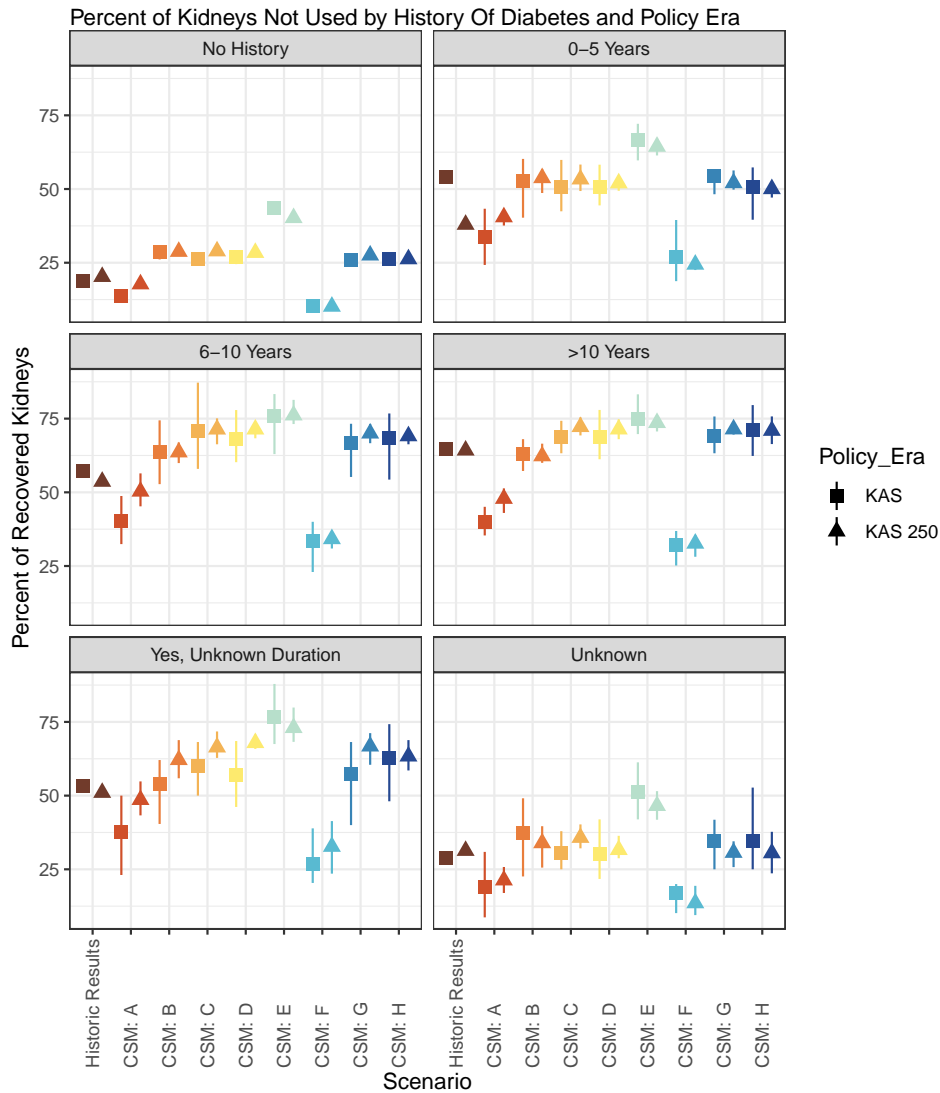 Percent of Kidneys Not Used by History Of Diabetes and Policy Era
No History
0−5 Years
75
50
25
6−10 Years
>10 Years
75
50
25
Yes, Unknown Duration
Unknown
75
50
25
Percent of Recovered Kidneys
Historic Results
CSM: A
CSM: B
CSM: C
CSM: D
CSM: E
CSM: F
CSM: G
CSM: H
Historic Results
CSM: A
CSM: B
CSM: C
CSM: D
CSM: E
CSM: F
CSM: G
CSM: H
Scenario
Policy_Era
KAS
KAS 250